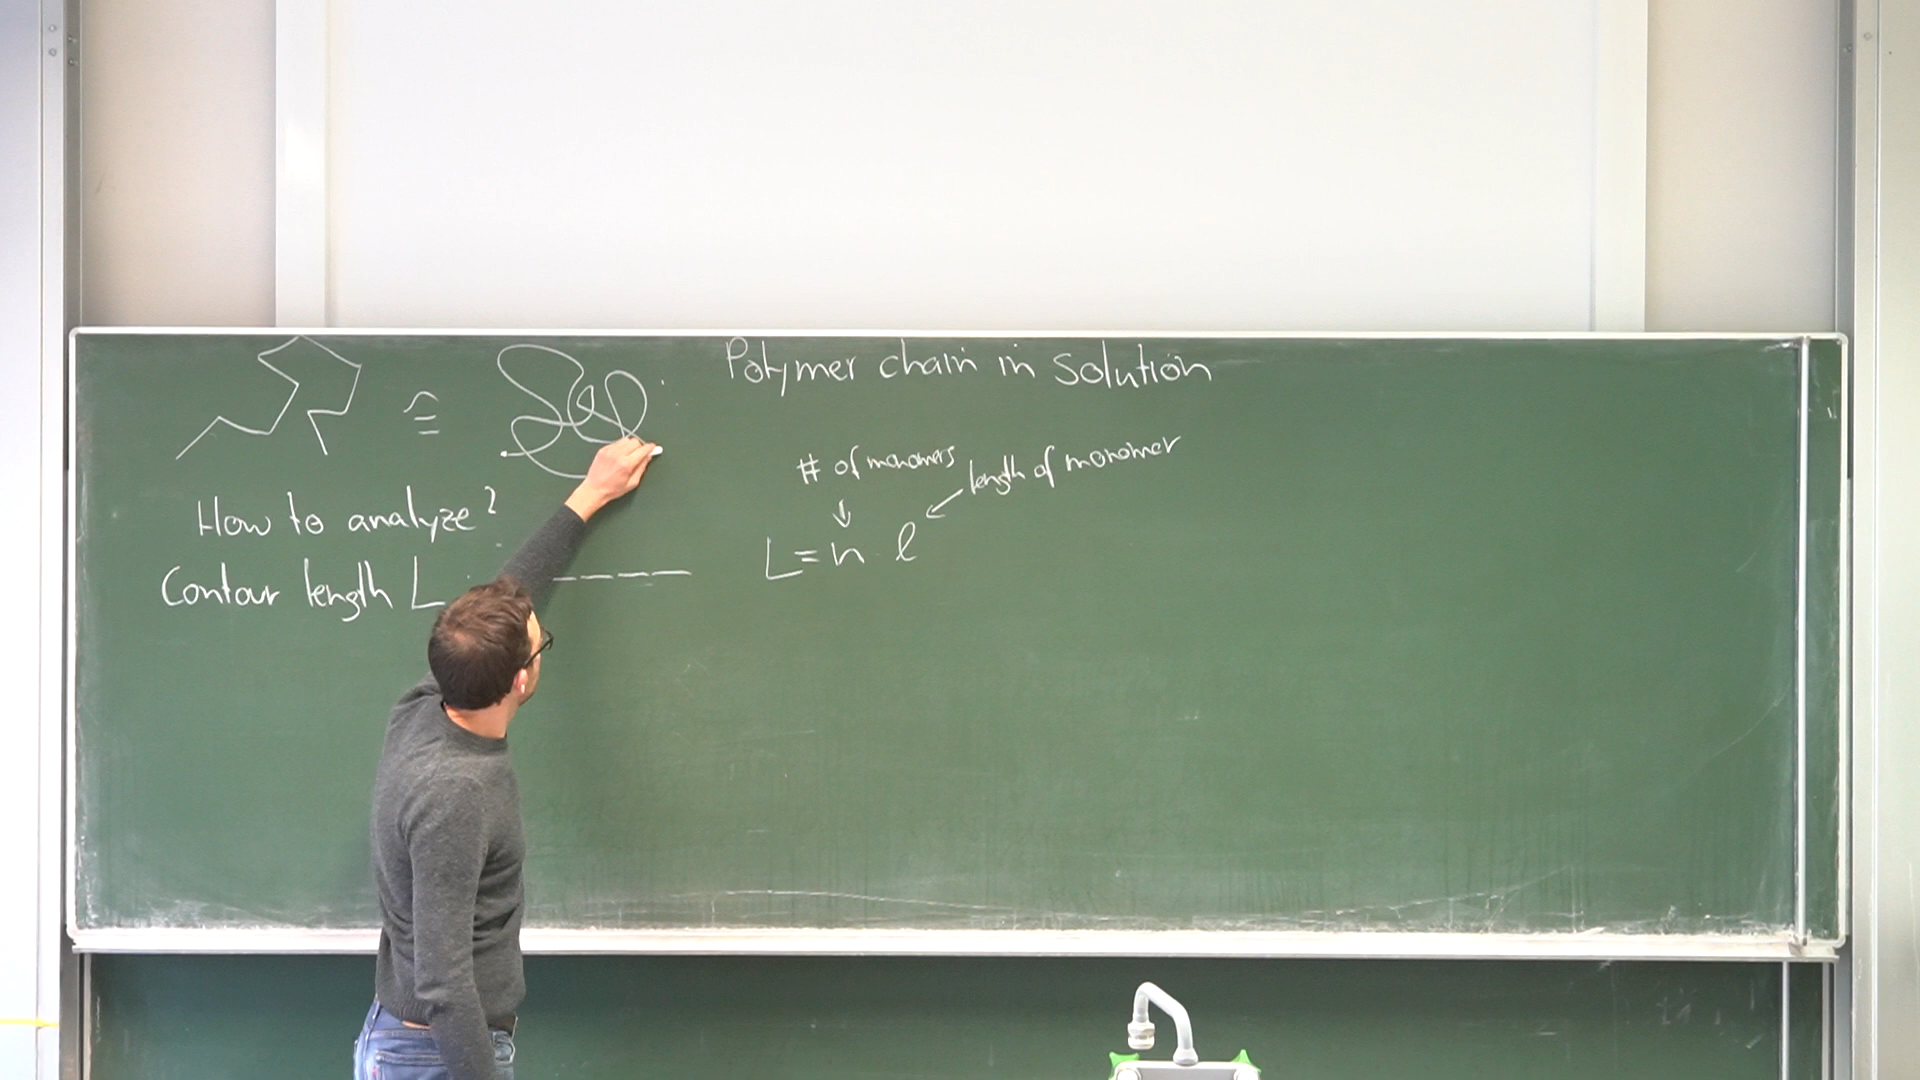 Polymer chain in solution
≙
# of monomers
length of monomer
How to analyze?
L = n · ℓ
Contour length L